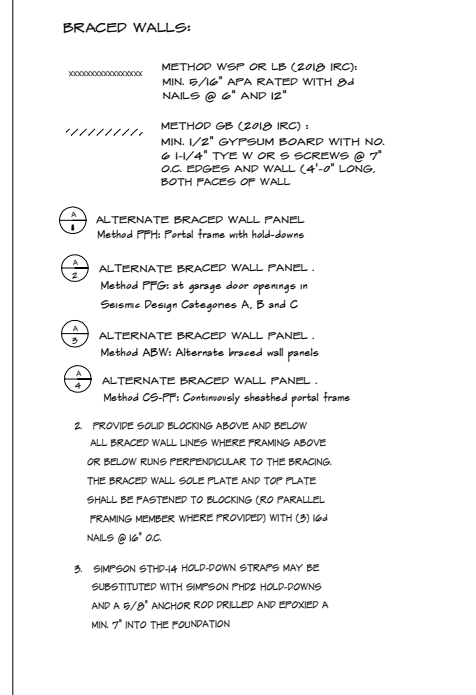 BRACED WALLS:
xxxxxxxxxxxxxxxx
METHOD WSP OR LB (2018 IRC):
MIN. 5/16" APA RATED WITH 8d
NAILS @ 6" AND 12"
METHOD GB (2018 IRC) :
MIN. 1/2" GYPSUM BOARD WITH NO.
6 1-1/4" TYE W OR S SCREWS @ 7"
O.C. EDGES AND WALL (4'-0" LONG,
BOTH FACES OF WALL
A
1
ALTERNATE BRACED WALL PANEL
Method PFH: Portal frame with hold-downs
A
2
ALTERNATE BRACED WALL PANEL .
Method PFG: at garage door openings in
Seismic Design Categories A, B and C
A
3
ALTERNATE BRACED WALL PANEL .
Method ABW: Alternate braced wall panels
A
4
ALTERNATE BRACED WALL PANEL .
Method CS-PF: Continuously sheathed portal frame
2. PROVIDE SOLID BLOCKING ABOVE AND BELOW
ALL BRACED WALL LINES WHERE FRAMING ABOVE
OR BELOW RUNS PERPENDICULAR TO THE BRACING.
THE BRACED WALL SOLE PLATE AND TOP PLATE
SHALL BE FASTENED TO BLOCKING (RO PARALLEL
FRAMING MEMBER WHERE PROVIDED) WITH (3) 16d
NAILS @ 16" O.C.
3. SIMPSON STHD-14 HOLD-DOWN STRAPS MAY BE
SUBSTITUTED WITH SIMPSON PHD2 HOLD-DOWNS
AND A 5/8" ANCHOR ROD DRILLED AND EPOXIED A
MIN. 7" INTO THE FOUNDATION